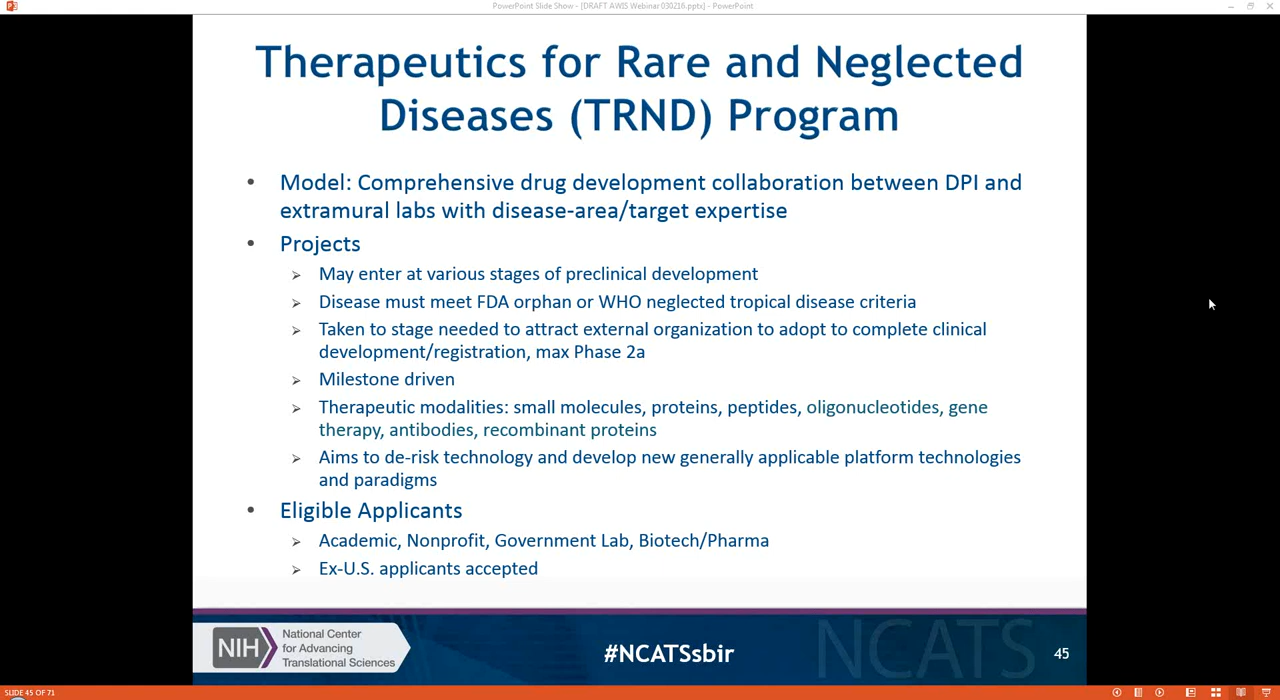 PowerPoint Slide Show - [DRAFT AWIS Webinar 030216.pptx] - PowerPoint
Therapeutics for Rare and Neglected
Diseases (TRND) Program
• Model: Comprehensive drug development collaboration between DPI and
extramural labs with disease-area/target expertise
• Projects
➢ May enter at various stages of preclinical development
➢ Disease must meet FDA orphan or WHO neglected tropical disease criteria
➢ Taken to stage needed to attract external organization to adopt to complete clinical
development/registration, max Phase 2a
➢ Milestone driven
➢ Therapeutic modalities: small molecules, proteins, peptides, oligonucleotides, gene
therapy, antibodies, recombinant proteins
➢ Aims to de-risk technology and develop new generally applicable platform technologies
and paradigms
• Eligible Applicants
➢ Academic, Nonprofit, Government Lab, Biotech/Pharma
➢ Ex-U.S. applicants accepted
NIH
National Center
for Advancing
Translational Sciences
#NCATSsbir
NCATS
45
SLIDE 45 OF 71